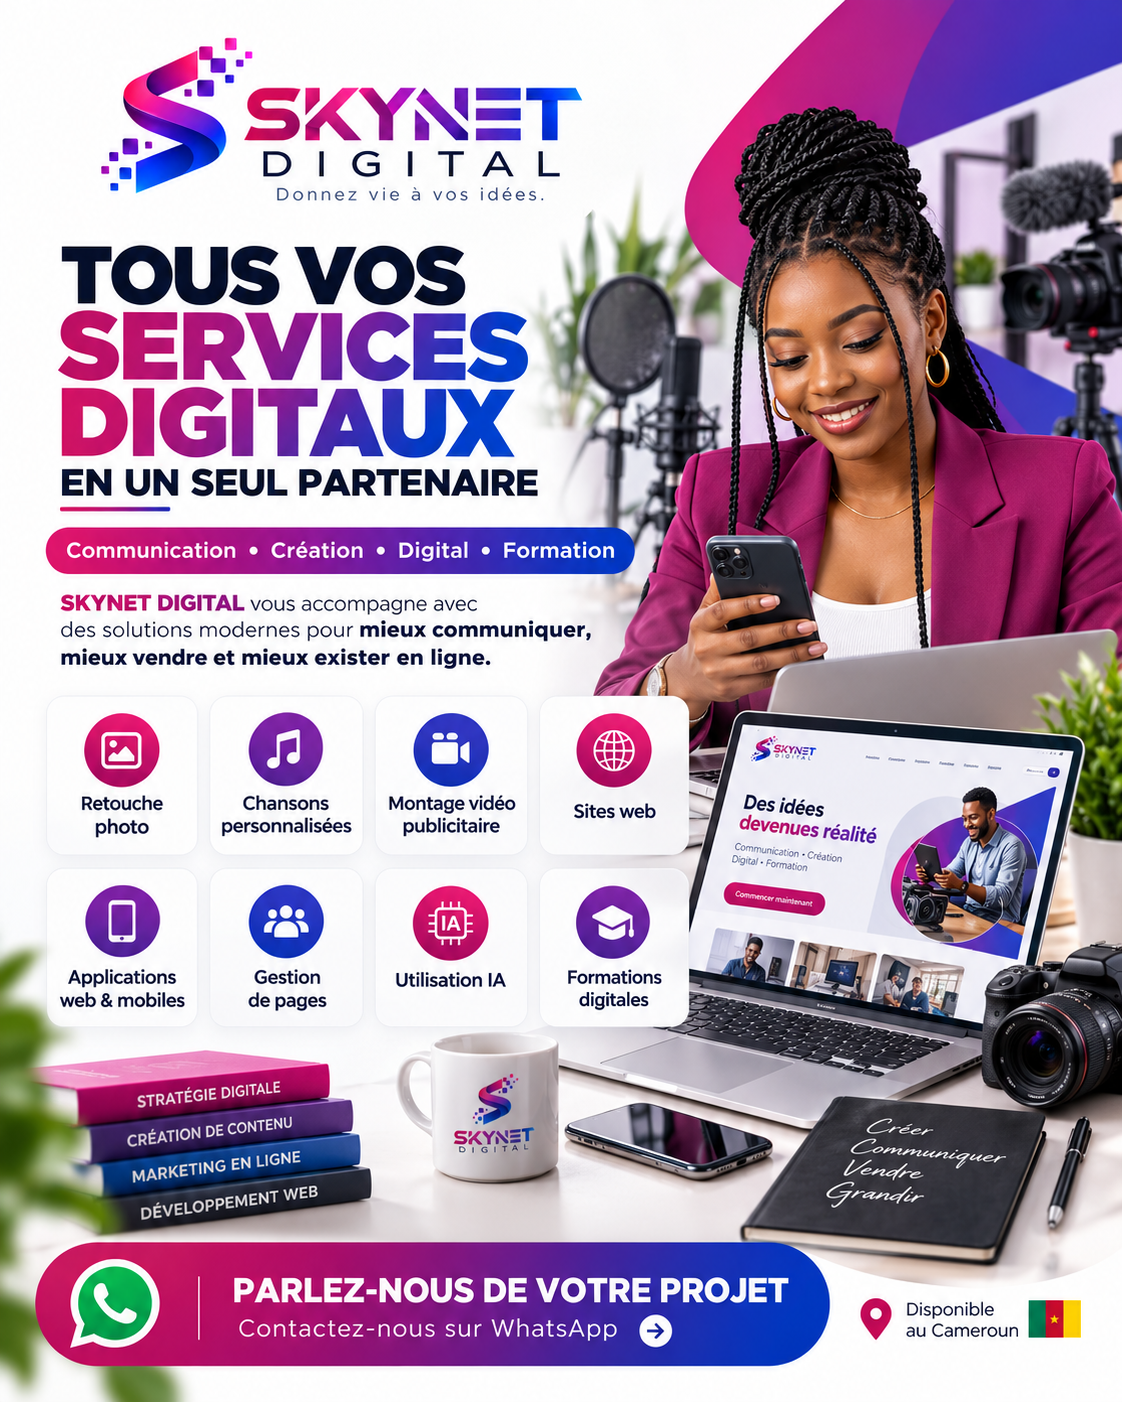 SKYNET
DIGITAL
Donnez vie à vos idées.
TOUS VOS
SERVICES
DIGITAUX
EN UN SEUL PARTENAIRE
Communication • Création • Digital • Formation
SKYNET DIGITAL vous accompagne avec
des solutions modernes pour mieux communiquer,
mieux vendre et mieux exister en ligne.
Retouche
photo
Chansons
personnalisées
Montage vidéo
publicitaire
Sites web
Applications
web & mobiles
Gestion
de pages
IA
Utilisation IA
Formations
digitales
SKYNET
DIGITAL
Des idées
devenues réalité
Communication • Création
Digital • Formation
Commencer maintenant
STRATÉGIE DIGITALE
CRÉATION DE CONTENU
MARKETING EN LIGNE
DÉVELOPPEMENT WEB
SKYNET
DIGITAL
Créer
Communiquer
Vendre
Grandir
PARLEZ-NOUS DE VOTRE PROJET
Contactez-nous sur WhatsApp
Disponible
au Cameroun